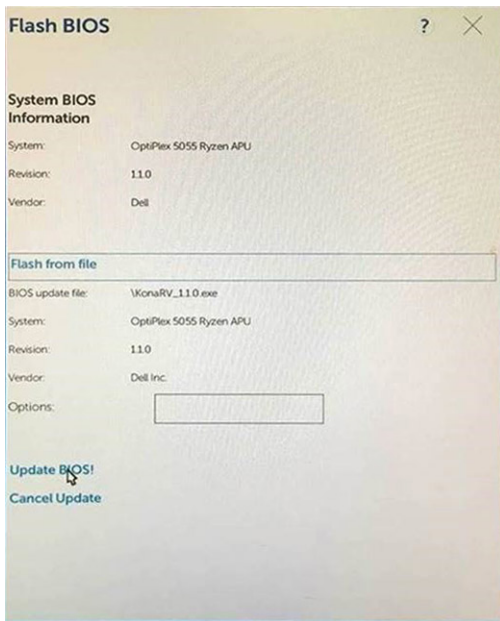 Flash BIOS ?
System BIOS
Information
System: OptiPlex 5055 Ryzen APU
Revision: 1.1.0
Vendor: Dell
Flash from file
BIOS update file: \KonaRV_1.1.0.exe
System: OptiPlex 5055 Ryzen APU
Revision: 1.1.0
Vendor: Dell Inc.
Options:
Update BIOS!
Cancel Update